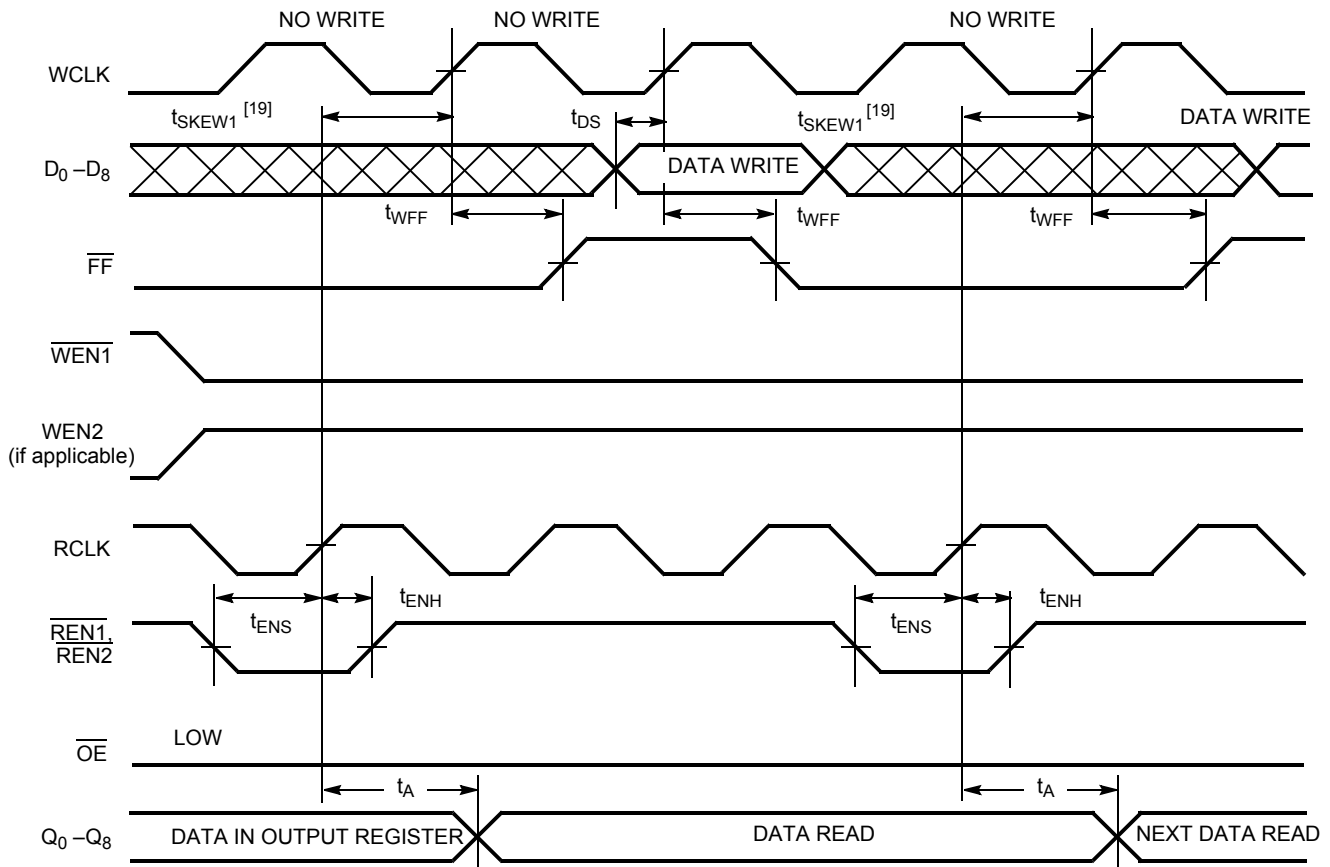 NO WRITE NO WRITE NO WRITE
WCLK
tSKEW1 [19] tDS tSKEW1 [19] DATA WRITE
D0 –D8 DATA WRITE
tWFF tWFF tWFF
FF
WEN1
WEN2
(if applicable)
RCLK
tENH tENH
tENS tENS
REN1,
REN2
LOW
OE
tA tA
Q0 –Q8 DATA IN OUTPUT REGISTER DATA READ NEXT DATA READ